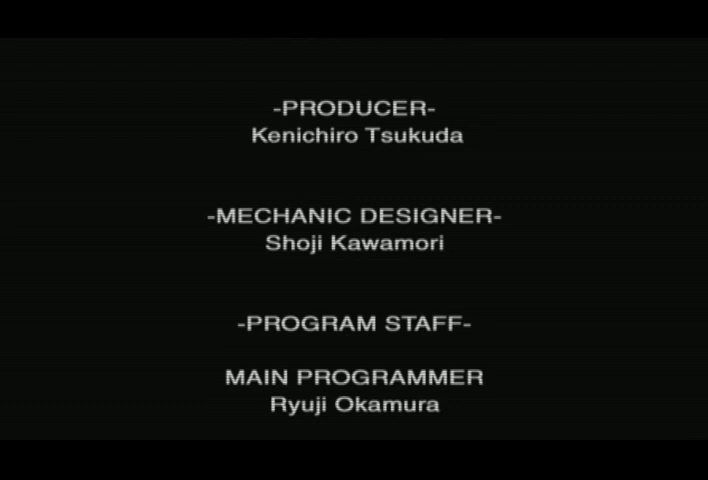 -PRODUCER-
Kenichiro Tsukuda
-MECHANIC DESIGNER-
Shoji Kawamori
-PROGRAM STAFF-
MAIN PROGRAMMER
Ryuji Okamura